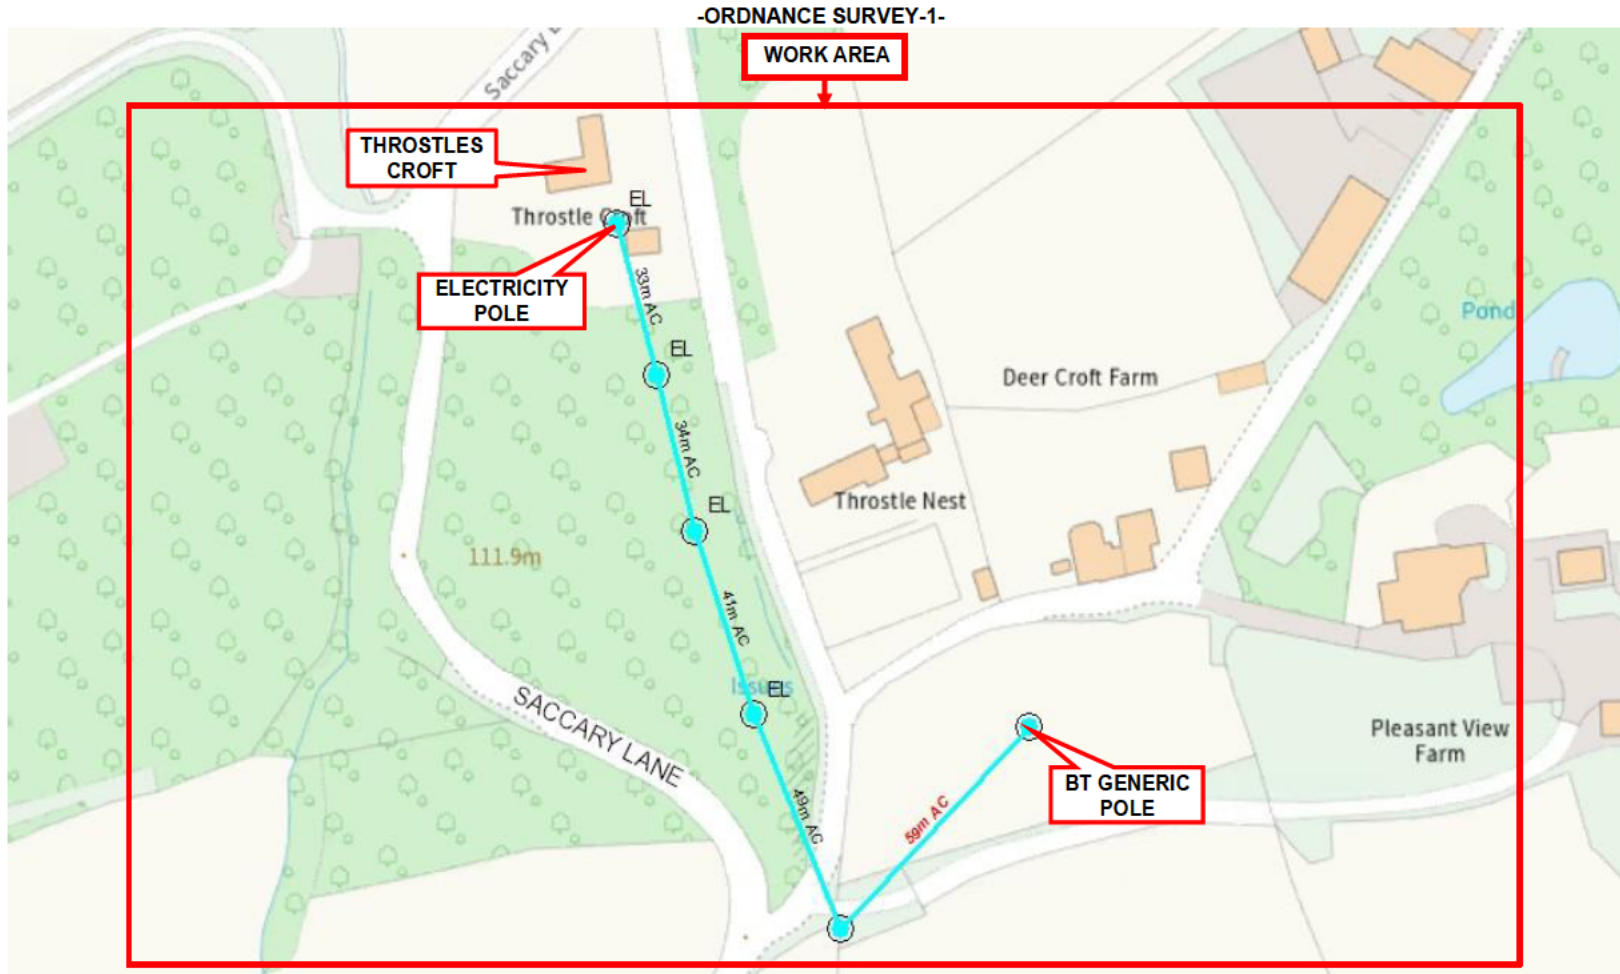 -ORDNANCE SURVEY-1-
WORK AREA
Saccary
THROSTLES
CROFT
EL
Throstle Croft
ELECTRICITY
POLE
33m AC
EL
Pond
Deer Croft Farm
34m AC
EL
Throstle Nest
111.9m
41m AC
Issues
EL
SACCARY LANE
Pleasant View
Farm
BT GENERIC
POLE
49m AC
59m AC